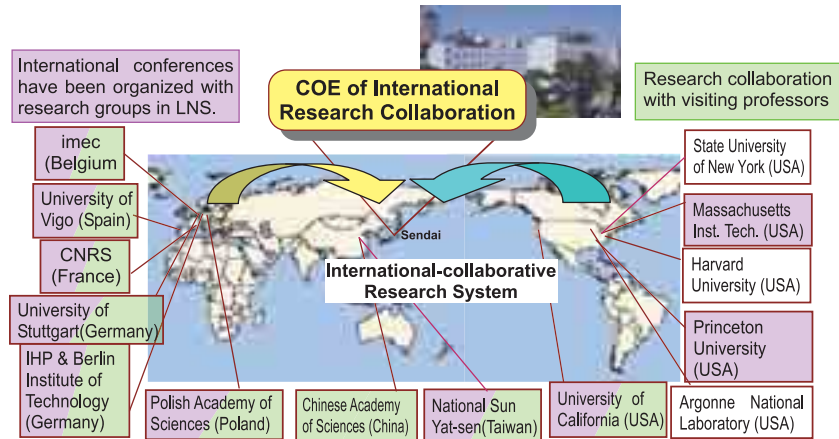 International conferences
have been organized with
research groups in LNS.
COE of International
Research Collaboration
Research collaboration
with visiting professors
imec
(Belgium
University of
Vigo (Spain)
CNRS
(France)
University of
Stuttgart(Germany)
IHP & Berlin
Institute of
Technology
(Germany)
Polish Academy of
Sciences (Poland)
Chinese Academy
of Sciences (China)
National Sun
Yat-sen(Taiwan)
University of
California (USA)
Sendai
International-collaborative
Research System
State University
of New York (USA)
Massachusetts
Inst. Tech. (USA)
Harvard
University (USA)
Princeton
University
(USA)
Argonne National
Laboratory (USA)